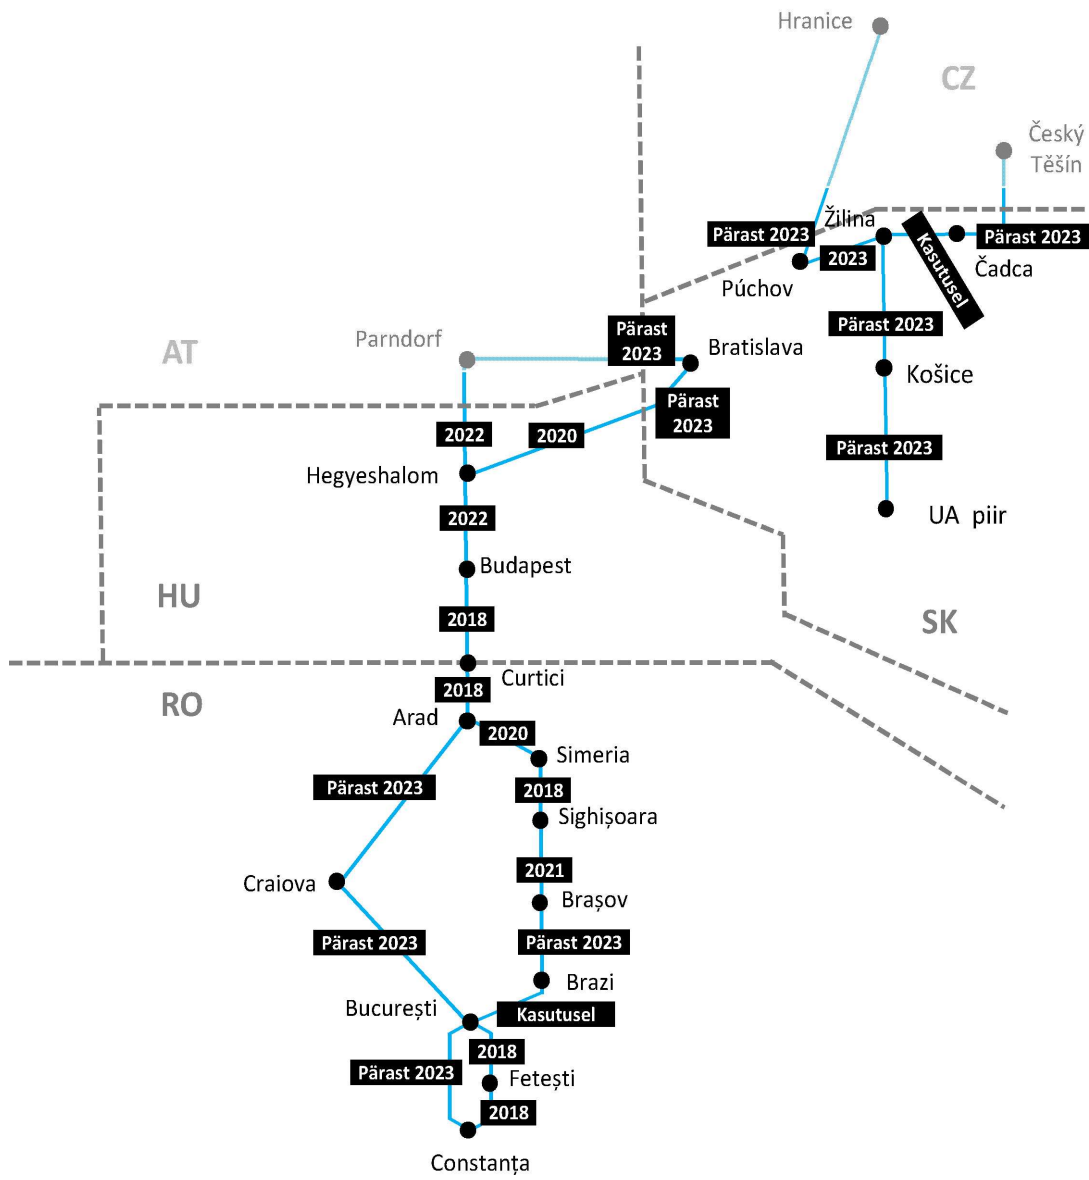 Hranice
CZ
Český
Těšín
Žilina
Pärast 2023
2023
Kasutusel
Pärast 2023
Čadca
Púchov
Pärast 2023
Košice
Pärast 2023
UA piir
AT
Parndorf
Pärast
2023
Bratislava
Pärast
2023
2022
2020
Hegyeshalom
2022
Budapest
HU
2018
SK
Curtici
RO
2018
Arad
2020
Simeria
Pärast 2023
2018
Sighișoara
2021
Craiova
Brașov
Pärast 2023
Pärast 2023
Brazi
București
Kasutusel
2018
Pärast 2023
Fetești
2018
Constanța